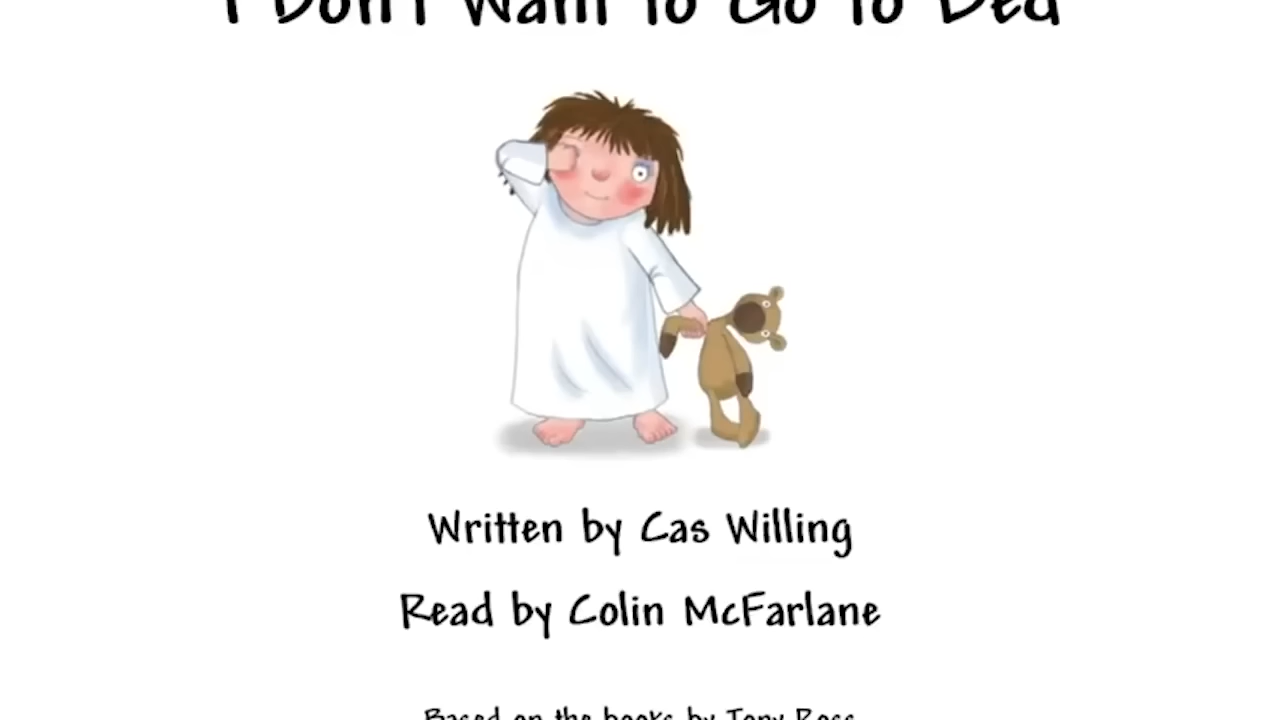 I Don't Want To Go To Bed
Written by Cas Willing
Read by Colin McFarlane
Based on the books by Tony Ross